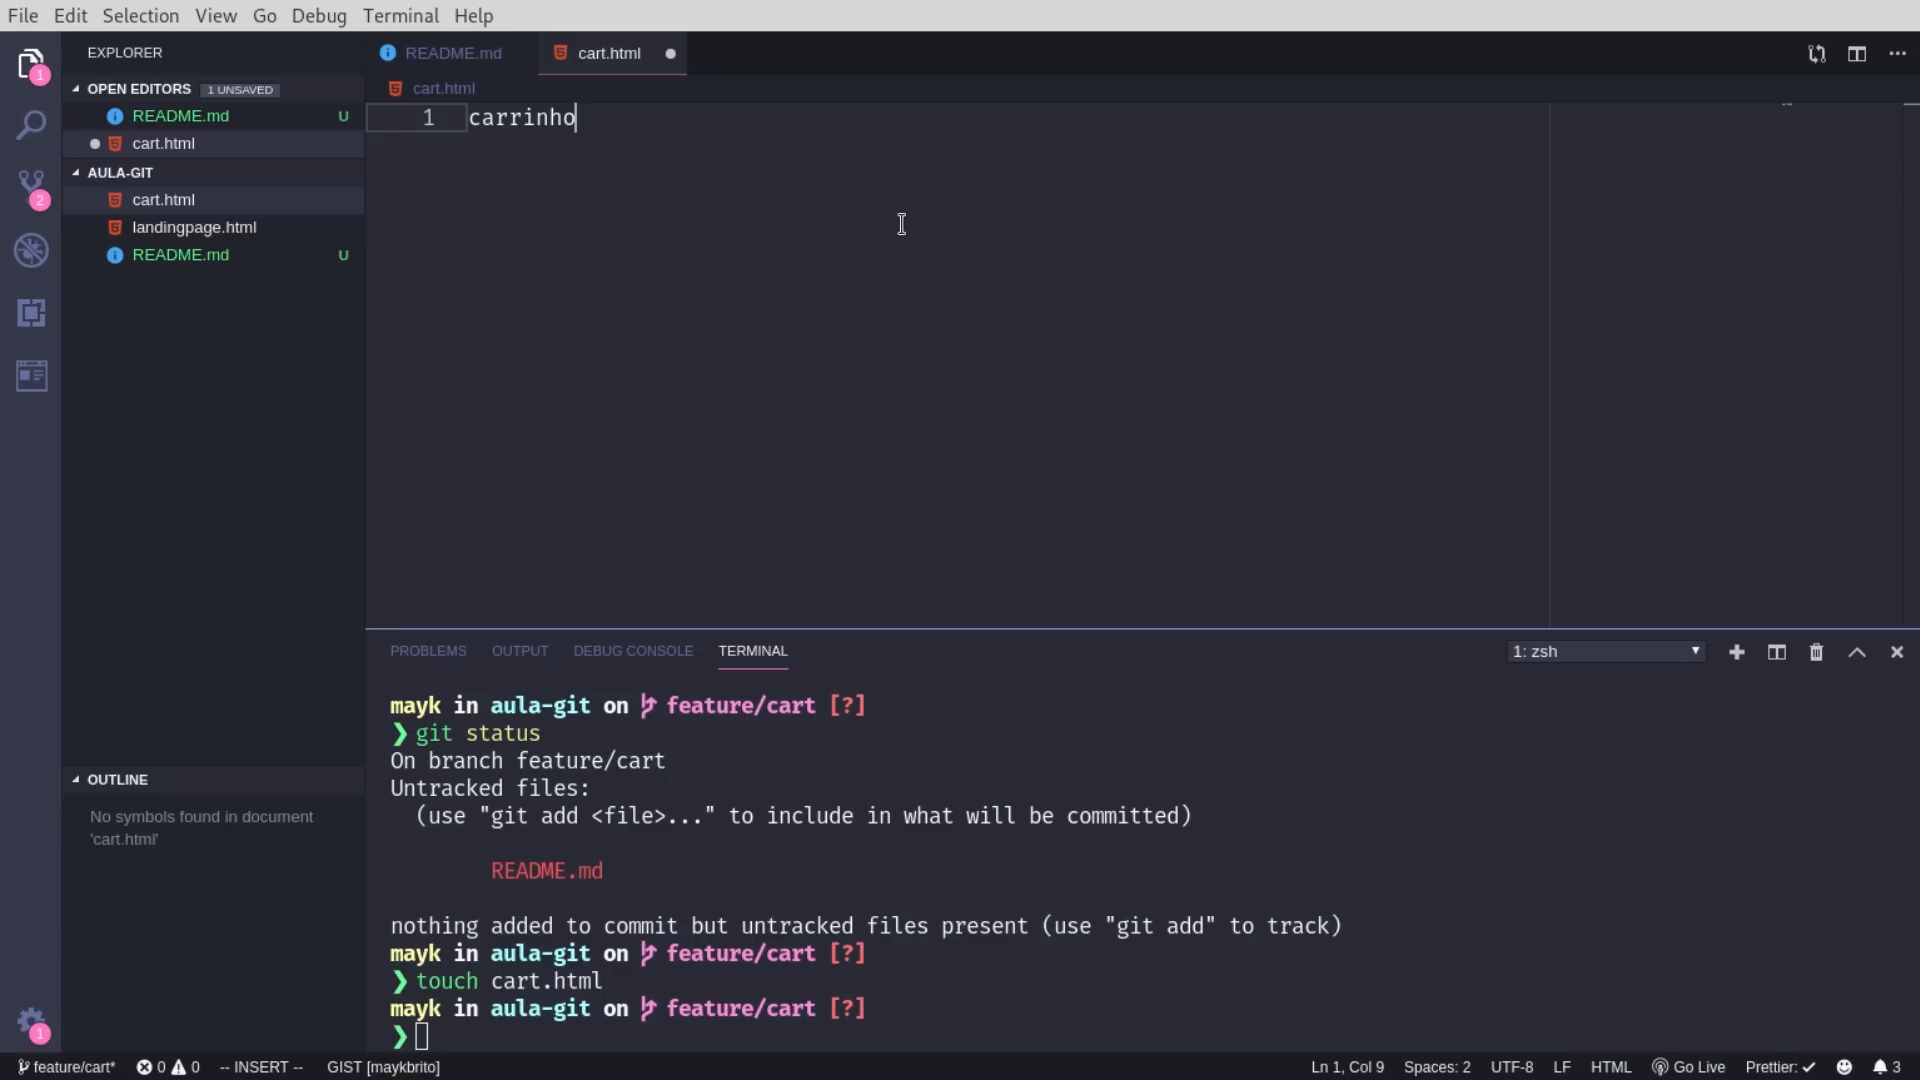 File Edit Selection View Go Debug Terminal Help
EXPLORER
OPEN EDITORS 1 UNSAVED
README.md U
cart.html
AULA-GIT
cart.html
landingpage.html
README.md U
OUTLINE
No symbols found in document
'cart.html'
1
2
1
README.md cart.html
cart.html
1 carrinho
PROBLEMS OUTPUT DEBUG CONSOLE TERMINAL 1: zsh
mayk in aula-git on feature/cart [?]
❯ git status
On branch feature/cart
Untracked files:
(use "git add <file>..." to include in what will be committed)
README.md
nothing added to commit but untracked files present (use "git add" to track)
mayk in aula-git on feature/cart [?]
❯ touch cart.html
mayk in aula-git on feature/cart [?]
❯
feature/cart* 0 0 -- INSERT -- GIST [maykbrito] Ln 1, Col 9 Spaces: 2 UTF-8 LF HTML Go Live Prettier: ✓ 3